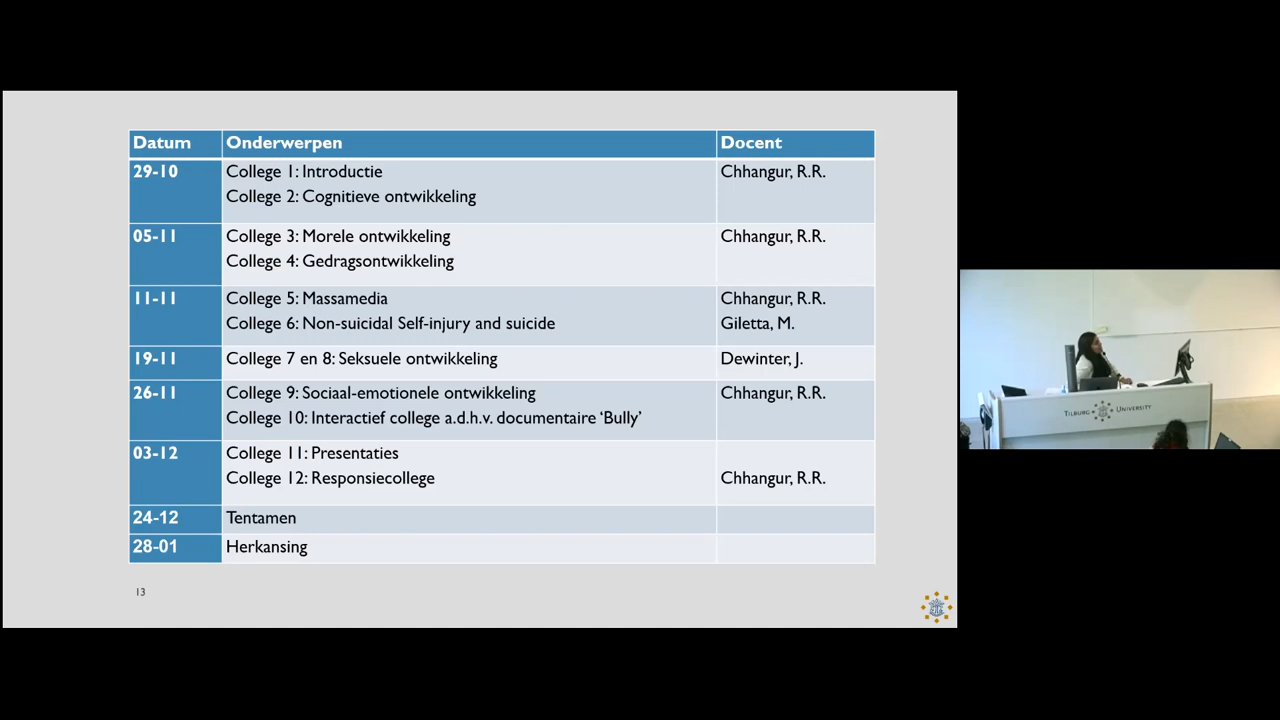 Datum Onderwerpen Docent
29-10 College 1: Introductie Chhangur, R.R.
College 2: Cognitieve ontwikkeling
05-11 College 3: Morele ontwikkeling Chhangur, R.R.
College 4: Gedragsontwikkeling
11-11 College 5: Massamedia Chhangur, R.R.
College 6: Non-suicidal Self-injury and suicide Giletta, M.
19-11 College 7 en 8: Seksuele ontwikkeling Dewinter, J.
26-11 College 9: Sociaal-emotionele ontwikkeling Chhangur, R.R.
College 10: Interactief college a.d.h.v. documentaire ‘Bully’
03-12 College 11: Presentaties
College 12: Responsiecollege Chhangur, R.R.
24-12 Tentamen
28-01 Herkansing
13
TILBURG UNIVERSITY